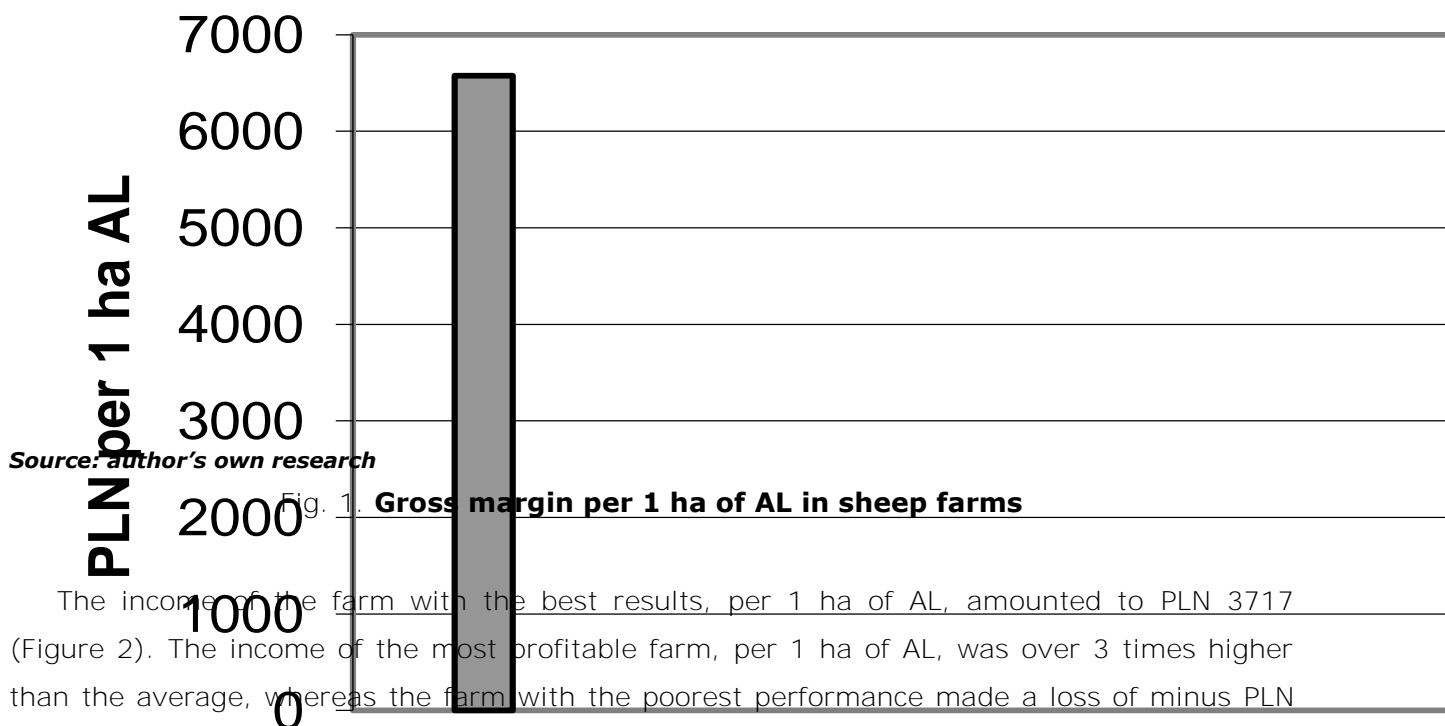 7000
6000
5000
4000
3000
2000
1000
0
PLN per 1 ha AL
Source: author's own research
Fig. 1. Gross margin per 1 ha of AL in sheep farms
The income of the farm with the best results, per 1 ha of AL, amounted to PLN 3717
(Figure 2). The income of the most profitable farm, per 1 ha of AL, was over 3 times higher
than the average, whereas the farm with the poorest performance made a loss of minus PLN